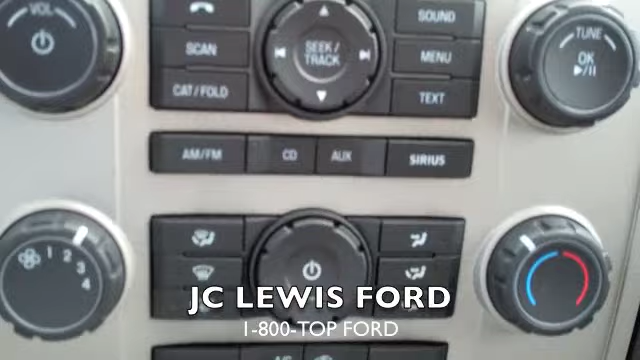 VOL
SOUND
TUNE
SCAN
SEEK/
TRACK
MENU
OK
CAT/FOLD
TEXT
AM/FM
CD
AUX
SIRIUS
1
2
3
4
JC LEWIS FORD
1-800-TOP FORD